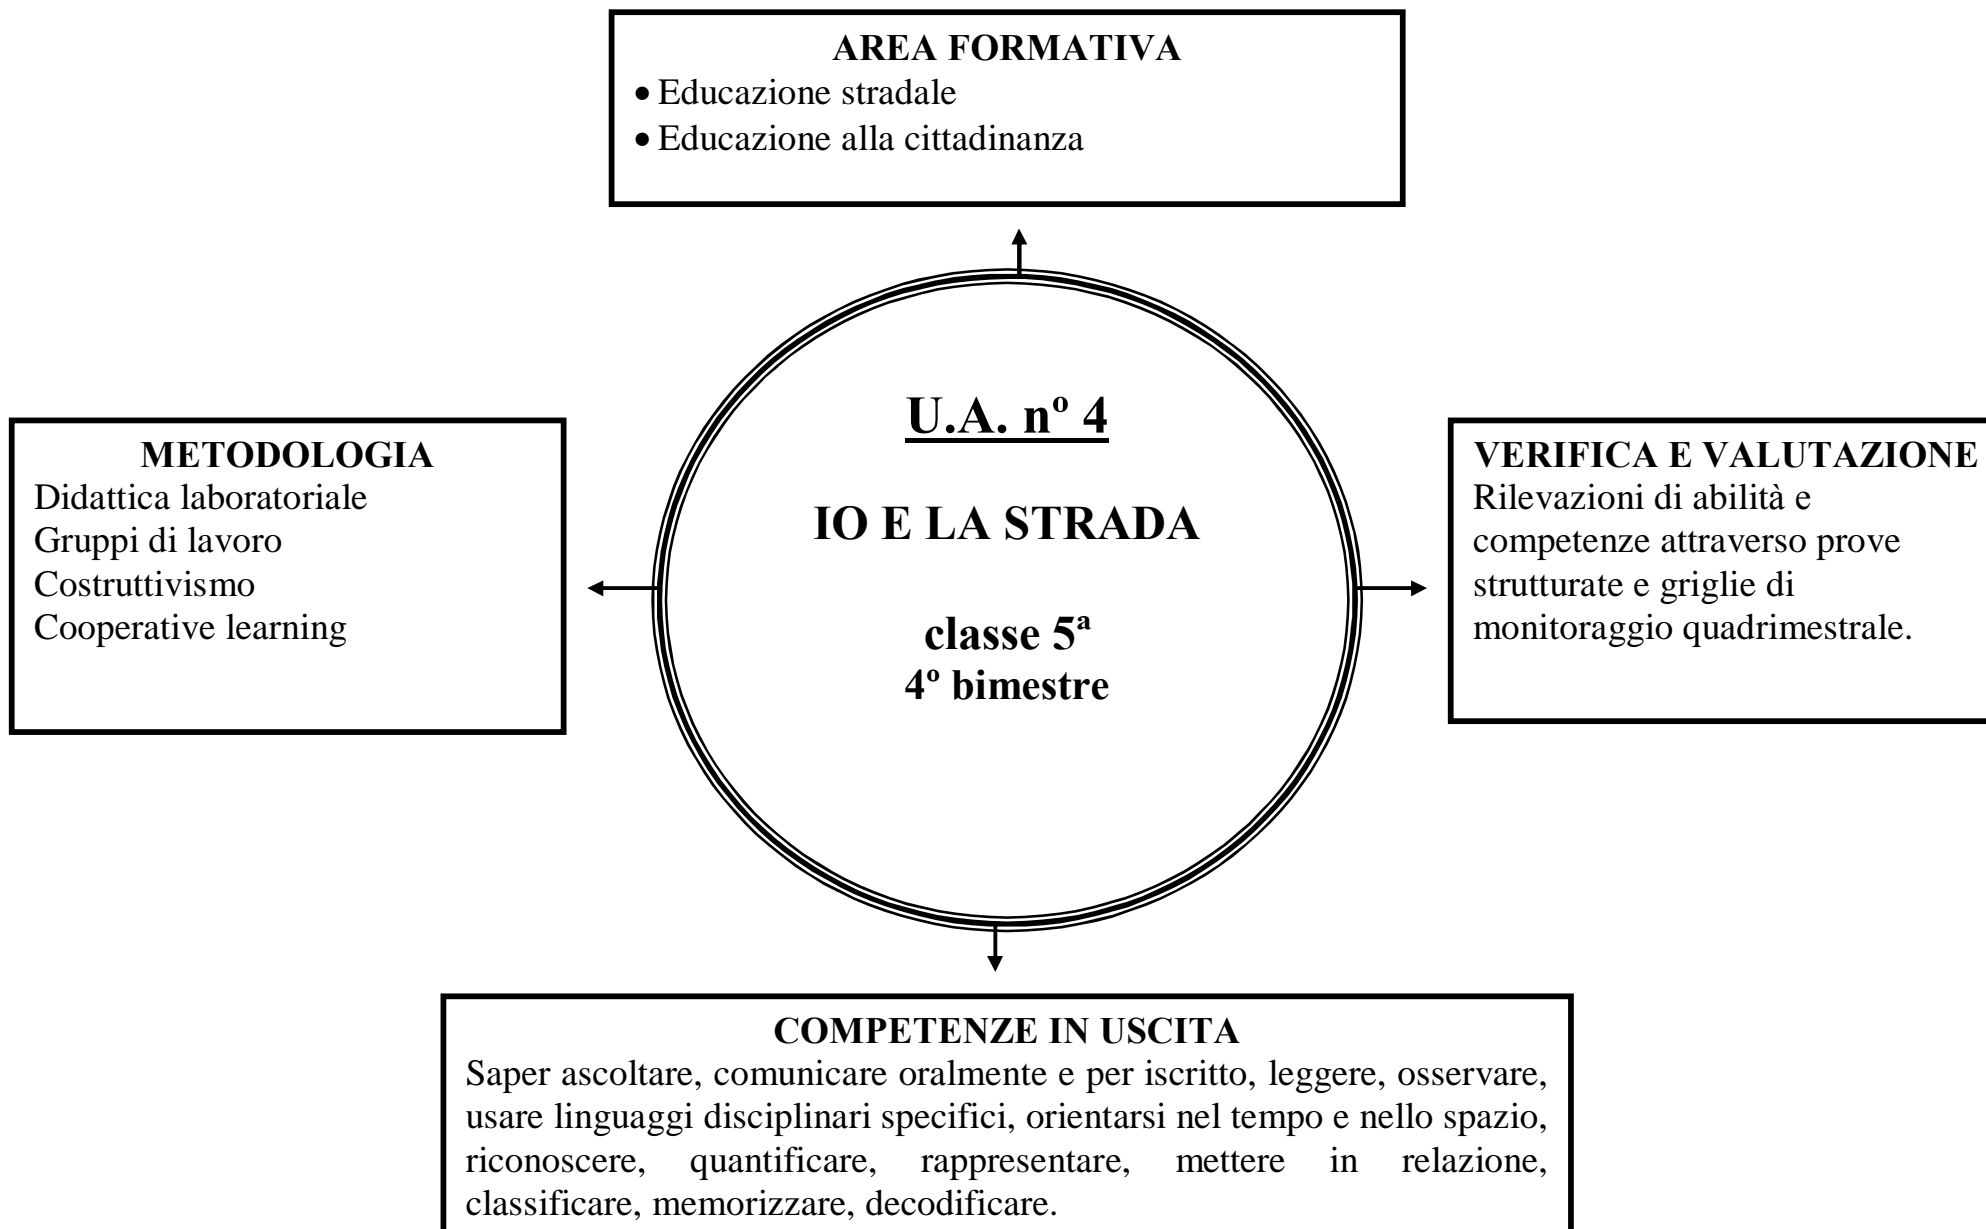 AREA FORMATIVA
• Educazione stradale
• Educazione alla cittadinanza
METODOLOGIA
Didattica laboratoriale
Gruppi di lavoro
Costruttivismo
Cooperative learning
U.A. nº 4
IO E LA STRADA
classe 5ª
4º bimestre
VERIFICA E VALUTAZIONE
Rilevazioni di abilità e
competenze attraverso prove
strutturate e griglie di
monitoraggio quadrimestrale.
COMPETENZE IN USCITA
Saper ascoltare, comunicare oralmente e per iscritto, leggere, osservare,
usare linguaggi disciplinari specifici, orientarsi nel tempo e nello spazio,
riconoscere, quantificare, rappresentare, mettere in relazione,
classificare, memorizzare, decodificare.